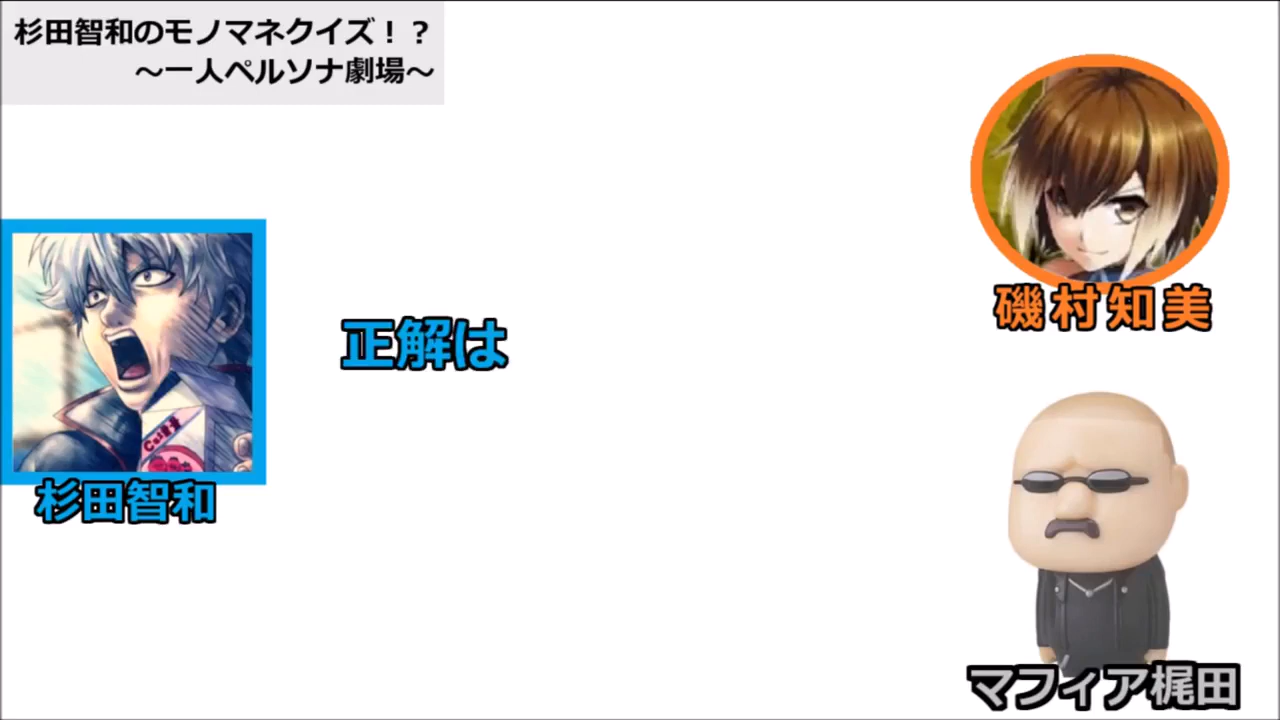 杉田智和のモノマネクイズ！？
～一人ペルソナ劇場～
磯村知美
正解は
杉田智和
マフィア梶田